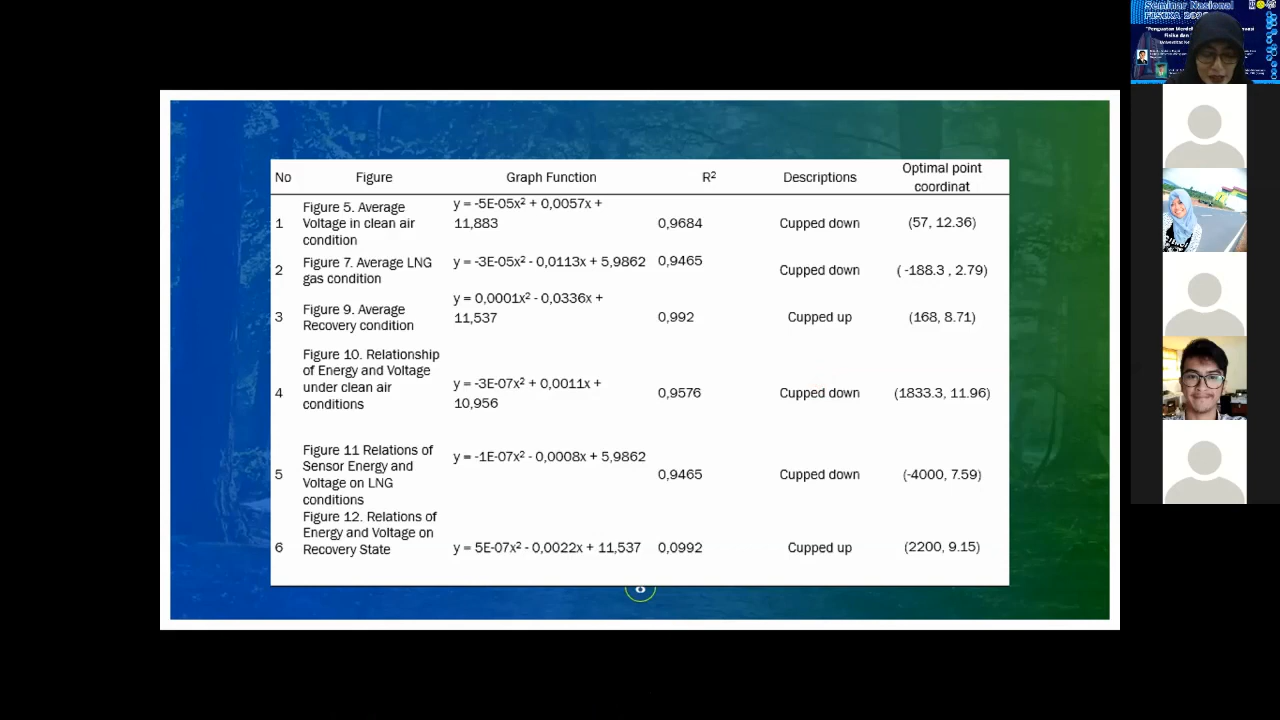 Seminar Nasional
No Figure Graph Function R² Descriptions Optimal point
coordinat
1 Figure 5. Average
Voltage in clean air
condition y = -5E-05x² + 0,0057x +
11,883 0,9684 Cupped down (57, 12.36)
2 Figure 7. Average LNG
gas condition y = -3E-05x² - 0,0113x + 5,9862 0,9465 Cupped down ( -188.3 , 2.79)
3 Figure 9. Average
Recovery condition y = 0,0001x² - 0,0336x +
11,537 0,992 Cupped up (168, 8.71)
4 Figure 10. Relationship
of Energy and Voltage
under clean air
conditions y = -3E-07x² + 0,0011x +
10,956 0,9576 Cupped down (1833.3, 11.96)
5 Figure 11 Relations of
Sensor Energy and
Voltage on LNG
conditions y = -1E-07x² - 0,0008x + 5,9862 0,9465 Cupped down (-4000, 7.59)
6 Figure 12. Relations of
Energy and Voltage on
Recovery State y = 5E-07x² - 0,0022x + 11,537 0,0992 Cupped up (2200, 9.15)